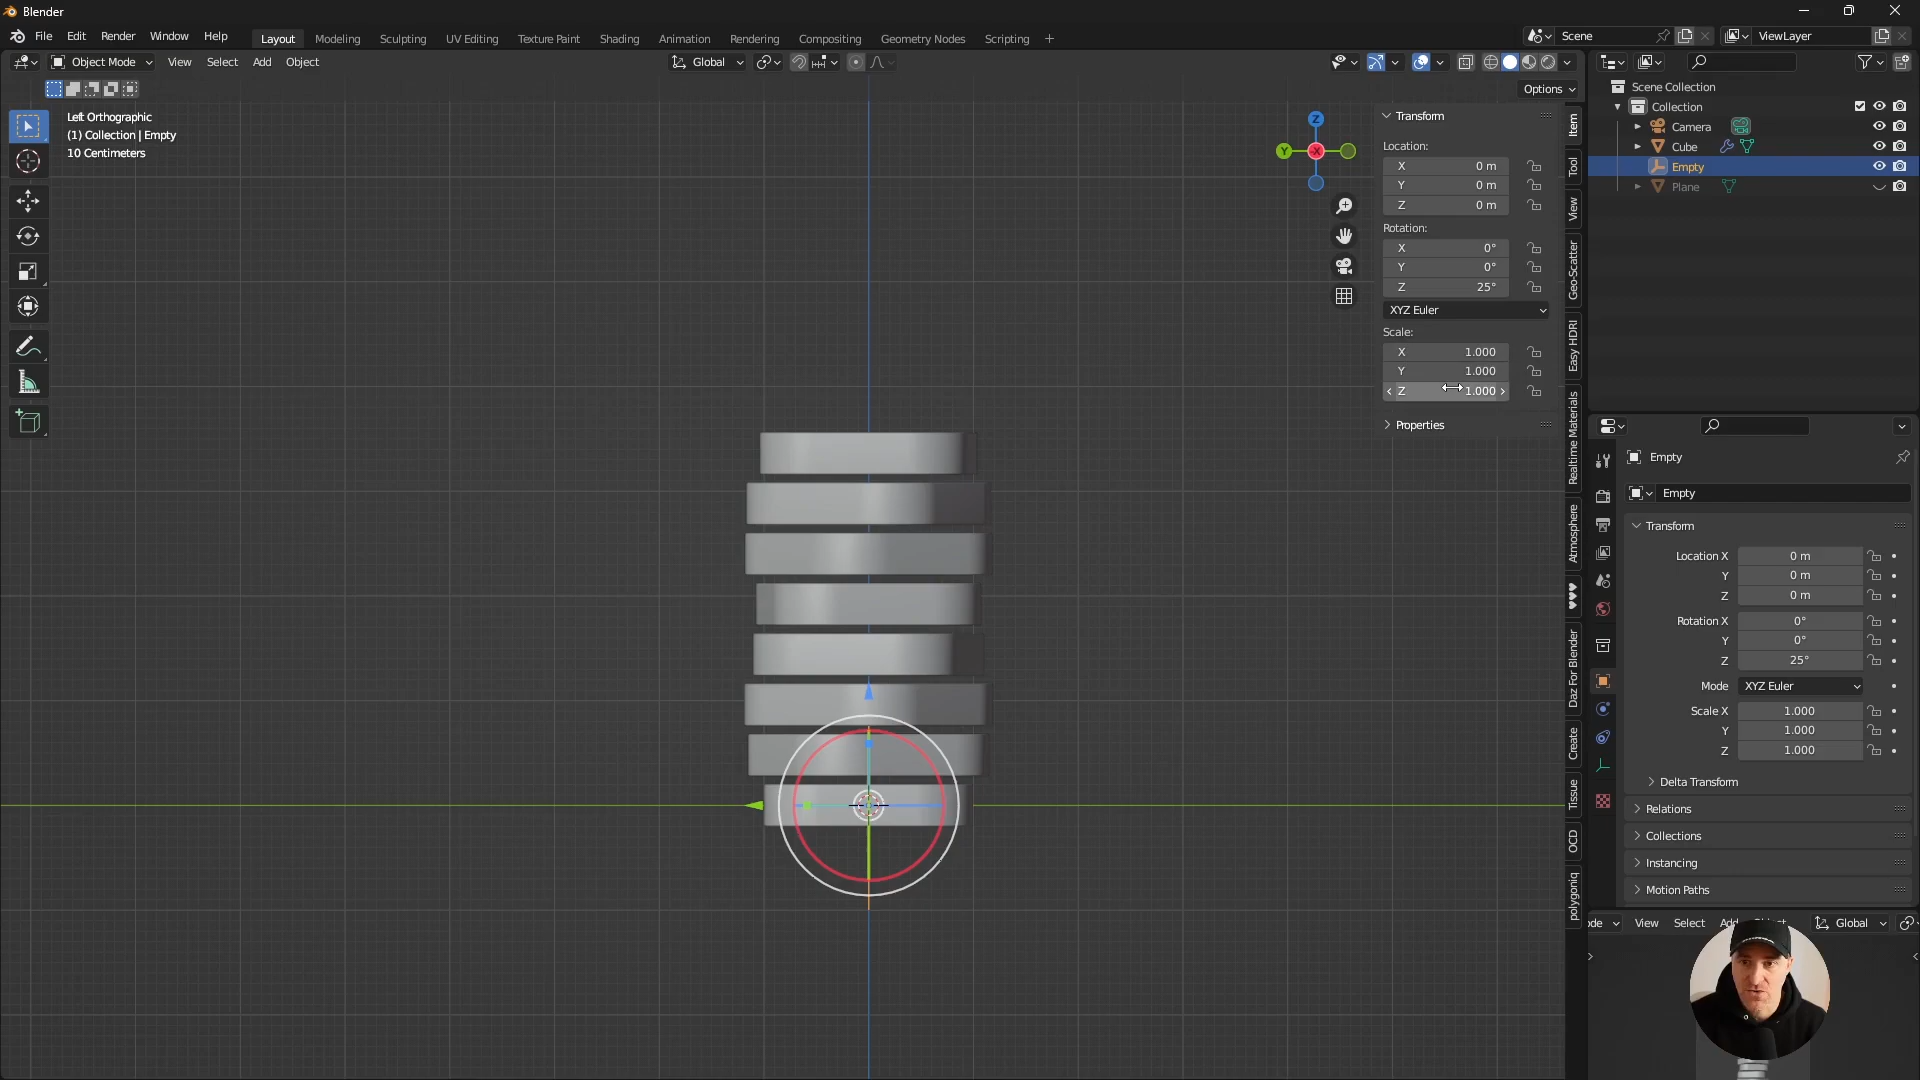 Blender
File Edit Render Window Help Layout Modeling Sculpting UV Editing Texture Paint Shading Animation Rendering Compositing Geometry Nodes Scripting + Scene ViewLayer
Object Mode View Select Add Object Global
Options
Left Orthographic
(1) Collection | Empty
10 Centimeters
Z
Y
X
Transform
Location:
X 0 m
Y 0 m
Z 0 m
Rotation:
X 0°
Y 0°
Z 25°
XYZ Euler
Scale:
X 1.000
Y 1.000
Z 1.000
Properties
Item
Tool
View
Geo-Scatter
Easy HDRI
Realtime Materials
Atmosphere
♥♥♥
Daz For Blender
Create
Tissue
OCD
polygoniq
Scene Collection
Collection
Camera
Cube
Empty
Plane
Empty
Empty
Transform
Location X 0 m
Y 0 m
Z 0 m
Rotation X 0°
Y 0°
Z 25°
Mode XYZ Euler
Scale X 1.000
Y 1.000
Z 1.000
Delta Transform
Relations
Collections
Instancing
Motion Paths
View Select Global